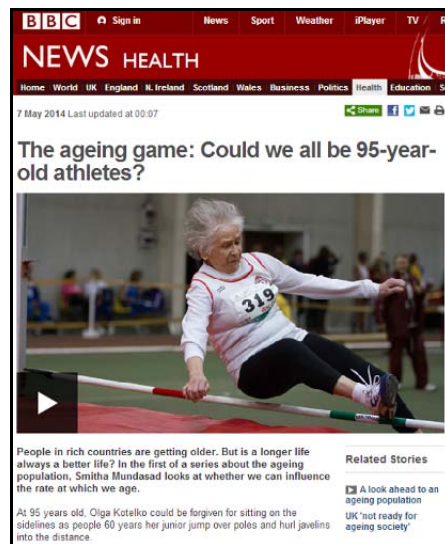 BBC Sign in News Sport Weather iPlayer TV
NEWS HEALTH
Home World UK England N. Ireland Scotland Wales Business Politics Health Education
7 May 2014 Last updated at 00:07
Share
The ageing game: Could we all be 95-year-
old athletes?
319
People in rich countries are getting older. But is a longer life
always a better life? In the first of a series about the ageing
population, Smitha Mundasad looks at whether we can influence
the rate at which we age.
At 95 years old, Olga Kotelko could be forgiven for sitting on the
sidelines as people 60 years her junior jump over poles and hurl javelins
into the distance.
Related Stories
A look ahead to an
ageing population
UK 'not ready for
ageing society'